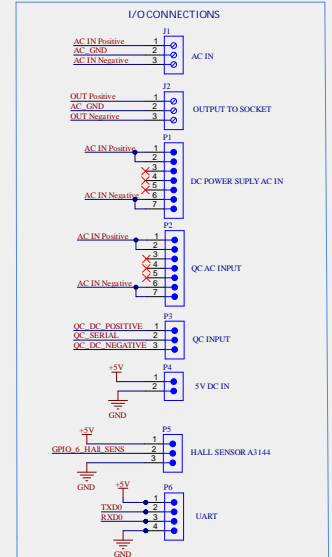 I/O CONNECTIONS
J1
AC IN Positive 1
AC_GND 2
AC IN Negative 3
AC IN
J2
OUT Positive 1
AC_GND 2
OUT Negative 3
OUTPUT TO SOCKET
P1
AC IN Positive 1
2
3
4
5
AC IN Negative 6
7
DC POWER SUPLY AC IN
P2
AC IN Positive 1
2
3
4
5
AC IN Negative 6
7
QC AC INPUT
P3
QC_DC_POSITIVE 1
QC_SERIAL 2
QC_DC_NEGATIVE 3
QC INPUT
P4
+5V
1
2
GND
5V DC IN
P5
+5V
1
GPIO_6_HAll_SENS 2
3
GND
HALL SENSOR A3144
P6
+5V
1
TXD0 2
RXD0 3
4
GND
UART